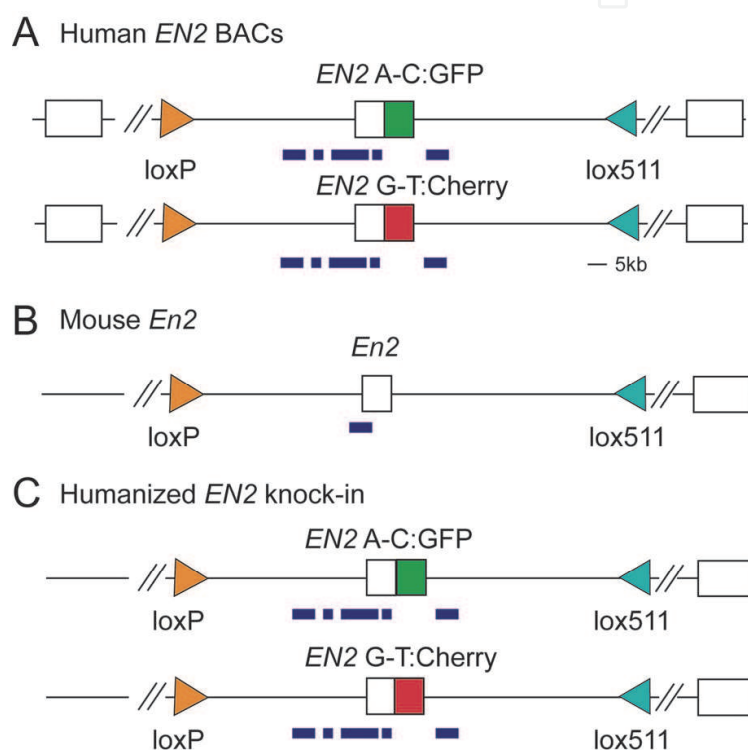 A Human EN2 BACs
EN2 A-C:GFP
loxP lox511
EN2 G-T:Cherry
5kb
B Mouse En2
En2
loxP lox511
C Humanized EN2 knock-in
EN2 A-C:GFP
loxP lox511
EN2 G-T:Cherry
loxP lox511